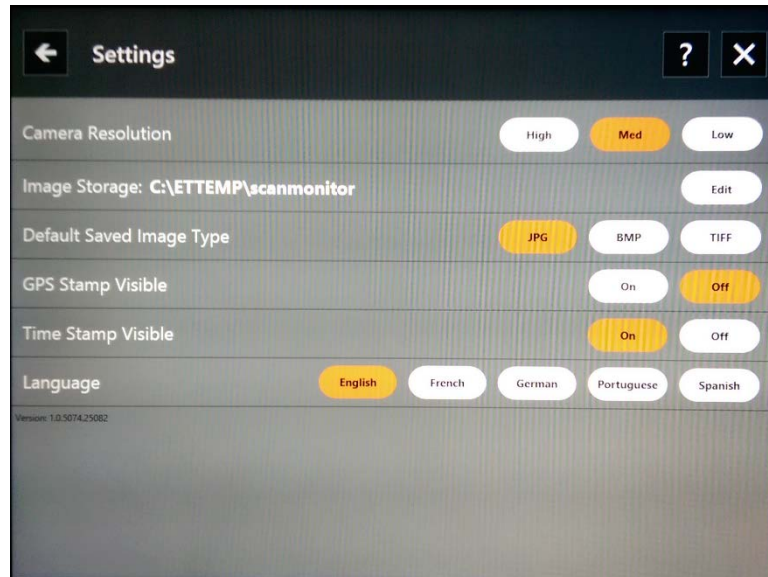 Settings ?
Camera Resolution High Med Low
Image Storage: C:\ETTEMP\scanmonitor Edit
Default Saved Image Type JPG BMP TIFF
GPS Stamp Visible On Off
Time Stamp Visible On Off
Language English French German Portuguese Spanish
Version: 1.0.5074.25082